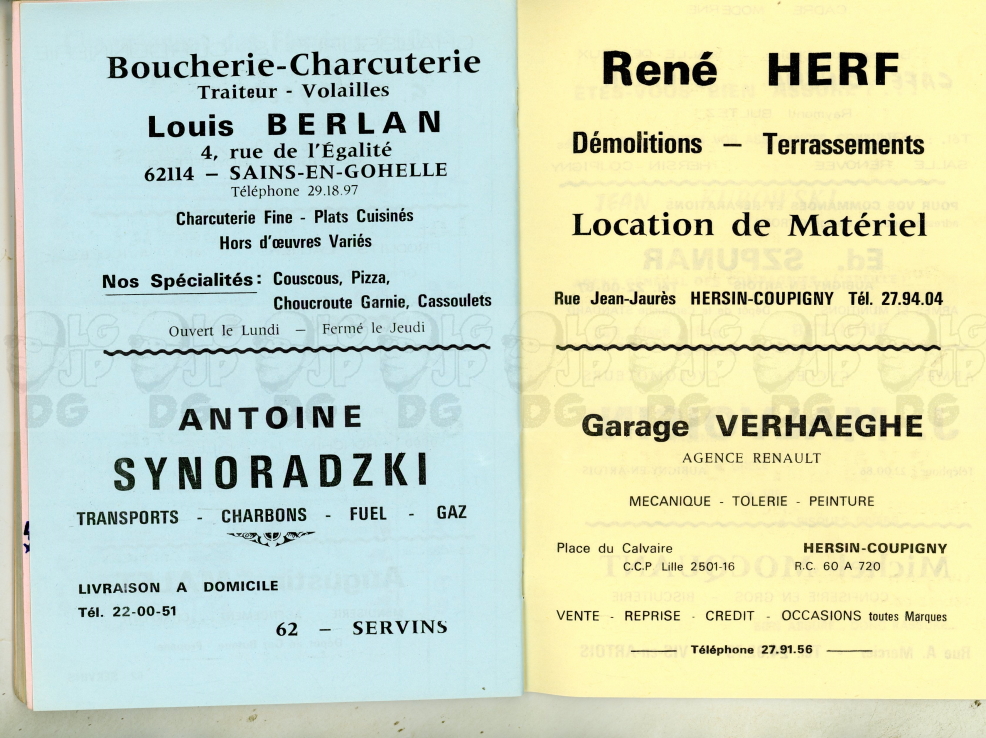 Boucherie-Charcuterie
Traiteur - Volailles
Louis BERLAN
4, rue de l'Égalité
62114 — SAINS-EN-GOHELLE
Téléphone 29.18.97
Charcuterie Fine - Plats Cuisinés
Hors d'œuvres Variés
Nos Spécialités: Couscous, Pizza,
Choucroute Garnie, Cassoulets
Ouvert le Lundi — Fermé le Jeudi
ANTOINE
SYNORADZKI
TRANSPORTS - CHARBONS - FUEL - GAZ
LIVRAISON A DOMICILE
Tél. 22-00-51
62 — SERVINS
René HERF
Démolitions — Terrassements
Location de Matériel
Rue Jean-Jaurès HERSIN-COUPIGNY Tél. 27.94.04
Garage VERHAEGHE
AGENCE RENAULT
MECANIQUE - TOLERIE - PEINTURE
Place du Calvaire HERSIN-COUPIGNY
C.C.P Lille 2501-16 R.C. 60 A 720
VENTE - REPRISE - CREDIT - OCCASIONS toutes Marques
Téléphone 27.91.56
LG JP DG